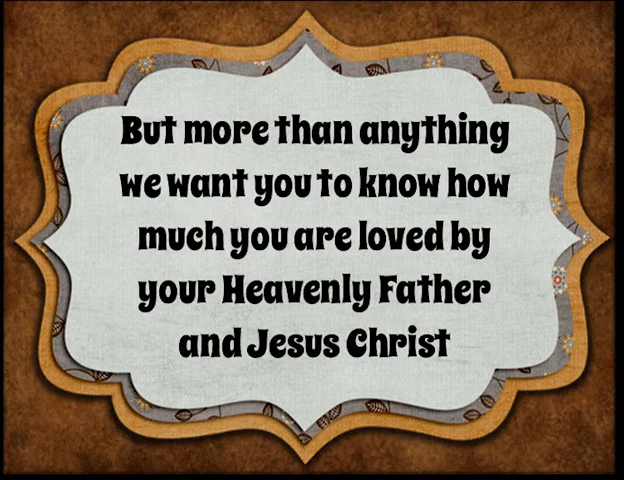 But more than anything
we want you to know how
much you are loved by
your Heavenly Father
and Jesus Christ